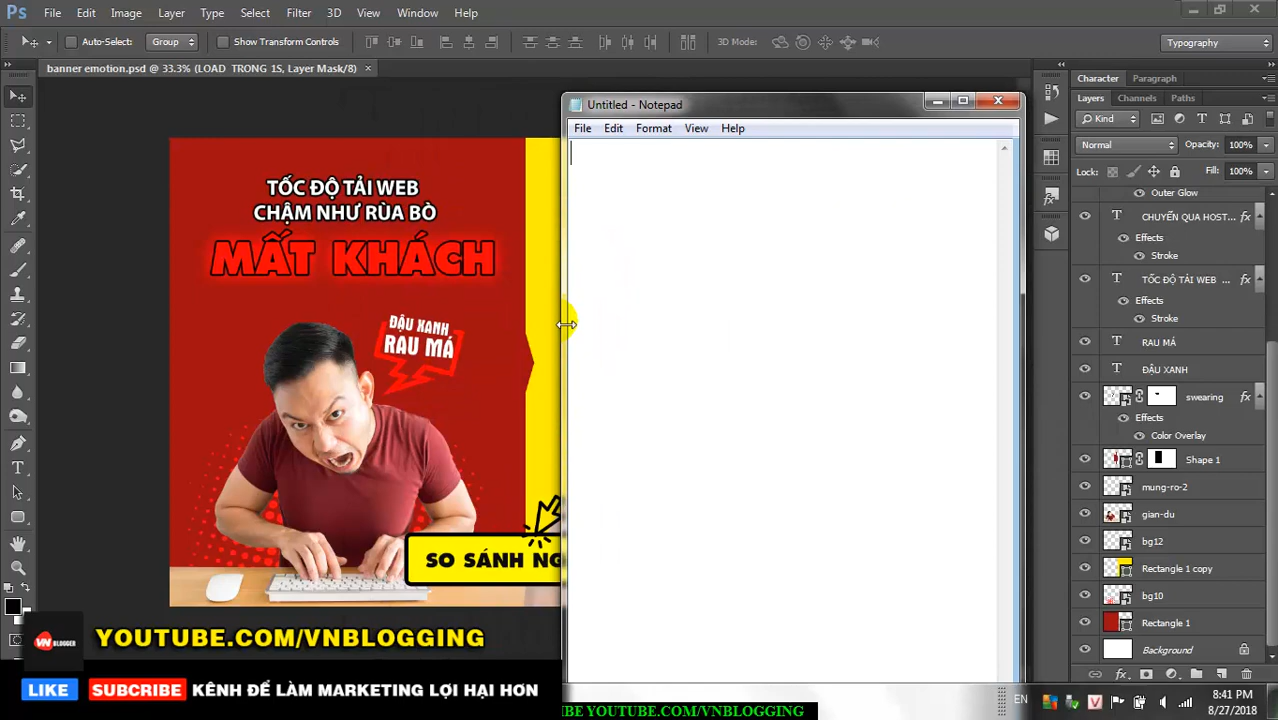 Ps File Edit Image Layer Type Select Filter 3D View Window Help
Auto-Select: Group Show Transform Controls 3D Mode: Typography
banner emotion.psd @ 33.3% (LOAD TRONG 1S, Layer Mask/8) ×
Untitled - Notepad
File Edit Format View Help
TỐC ĐỘ TẢI WEB
CHẬM NHƯ RÙA BÒ
MẤT KHÁCH
ĐẬU XANH
RAU MÁ
SO SÁNH NG
Character Paragraph
Layers Channels Paths
Kind
Normal Opacity: 100%
Lock: Fill: 100%
Outer Glow
CHUYỂN QUA HOST... fx
Effects
Stroke
TỐC ĐỘ TẢI WEB ... fx
Effects
Stroke
RAU MÁ
ĐẬU XANH
swearing fx
Effects
Color Overlay
Shape 1
mung-ro-2
gian-du
bg12
Rectangle 1 copy
bg10
Rectangle 1
Background
VN BLOGGER
YOUTUBE.COM/VNBLOGGING
LIKE SUBCRIBE KÊNH ĐỂ LÀM MARKETING LỢI HẠI HƠN
BE YOUTUBE.COM/VNBLOGGING
EN
8:41 PM
8/27/2018